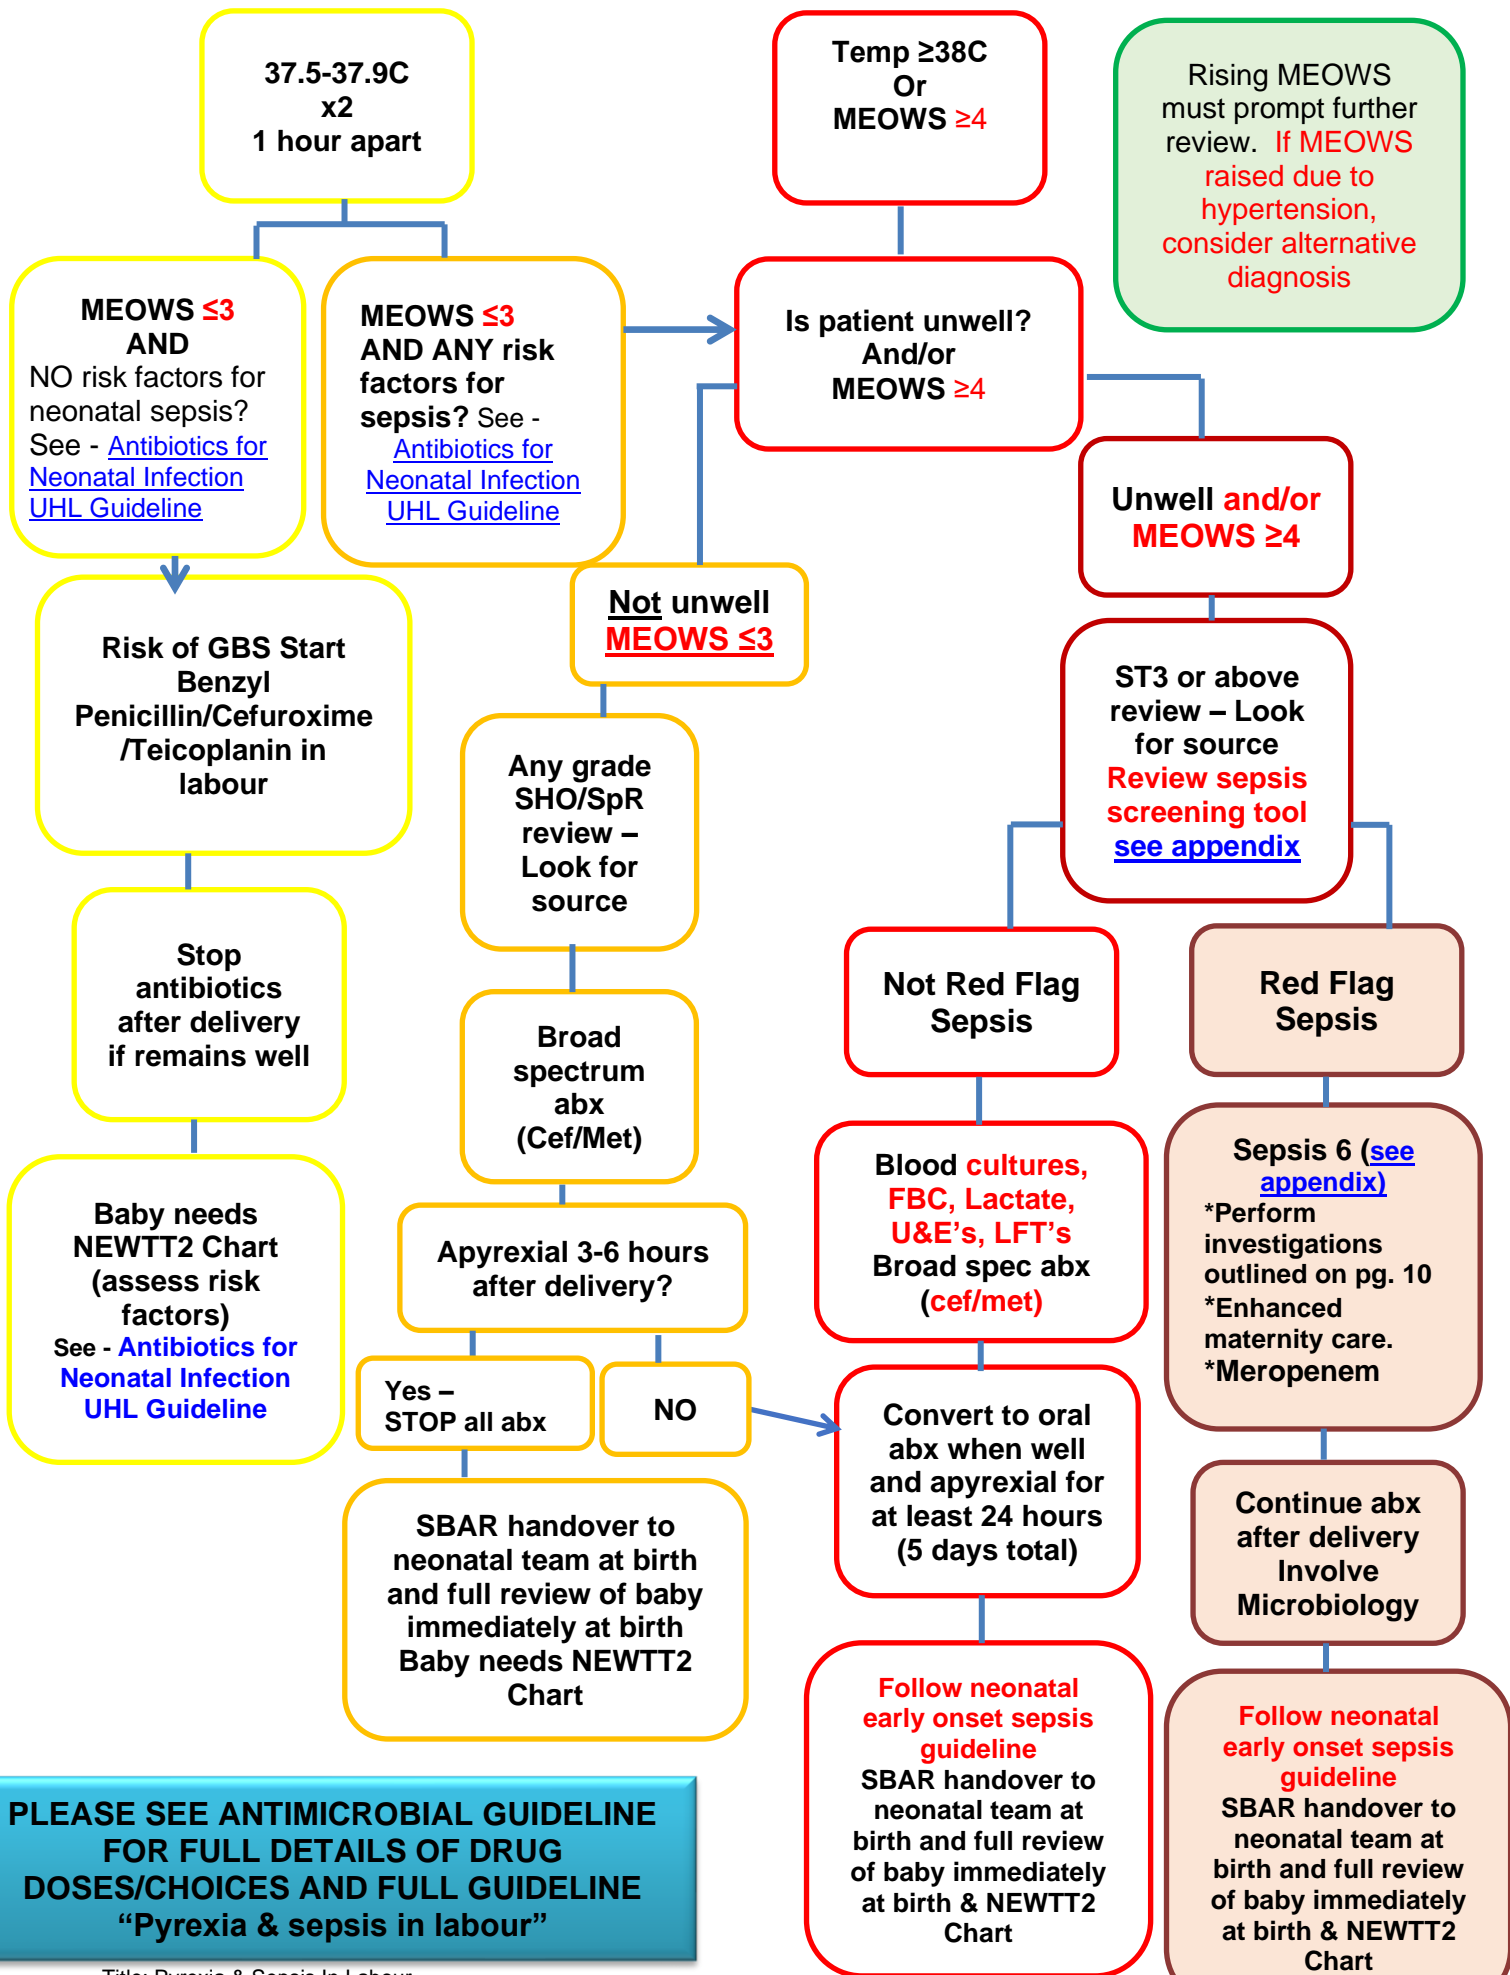 37.5-37.9C
x2
1 hour apart
Temp ≥38C
Or
MEOWS ≥4
Rising MEOWS
must prompt further
review. If MEOWS
raised due to
hypertension,
consider alternative
diagnosis
MEOWS ≤3
AND
NO risk factors for
neonatal sepsis?
See - Antibiotics for
Neonatal Infection
UHL Guideline
MEOWS ≤3
AND ANY risk
factors for
sepsis? See -
Antibiotics for
Neonatal Infection
UHL Guideline
Is patient unwell?
And/or
MEOWS ≥4
Unwell and/or
MEOWS ≥4
Not unwell
MEOWS ≤3
Risk of GBS Start
Benzyl
Penicillin/Cefuroxime
/Teicoplanin in
labour
ST3 or above
review – Look
for source
Review sepsis
screening tool
see appendix
Any grade
SHO/SpR
review –
Look for
source
Stop
antibiotics
after delivery
if remains well
Not Red Flag
Sepsis
Red Flag
Sepsis
Broad
spectrum
abx
(Cef/Met)
Blood cultures,
FBC, Lactate,
U&E's, LFT's
Broad spec abx
(cef/met)
Sepsis 6 (see
appendix)
*Perform
investigations
outlined on pg. 10
*Enhanced
maternity care.
*Meropenem
Baby needs
NEWTT2 Chart
(assess risk
factors)
See - Antibiotics for
Neonatal Infection
UHL Guideline
Apyrexial 3-6 hours
after delivery?
Yes –
STOP all abx
NO
Convert to oral
abx when well
and apyrexial for
at least 24 hours
(5 days total)
Continue abx
after delivery
Involve
Microbiology
SBAR handover to
neonatal team at birth
and full review of baby
immediately at birth
Baby needs NEWTT2
Chart
Follow neonatal
early onset sepsis
guideline
SBAR handover to
neonatal team at
birth and full review
of baby immediately
at birth & NEWTT2
Chart
Follow neonatal
early onset sepsis
guideline
SBAR handover to
neonatal team at
birth and full review
of baby immediately
at birth & NEWTT2
Chart
PLEASE SEE ANTIMICROBIAL GUIDELINE
FOR FULL DETAILS OF DRUG
DOSES/CHOICES AND FULL GUIDELINE
“Pyrexia & sepsis in labour”
Title: Pyrexia & Sepsis In Labour